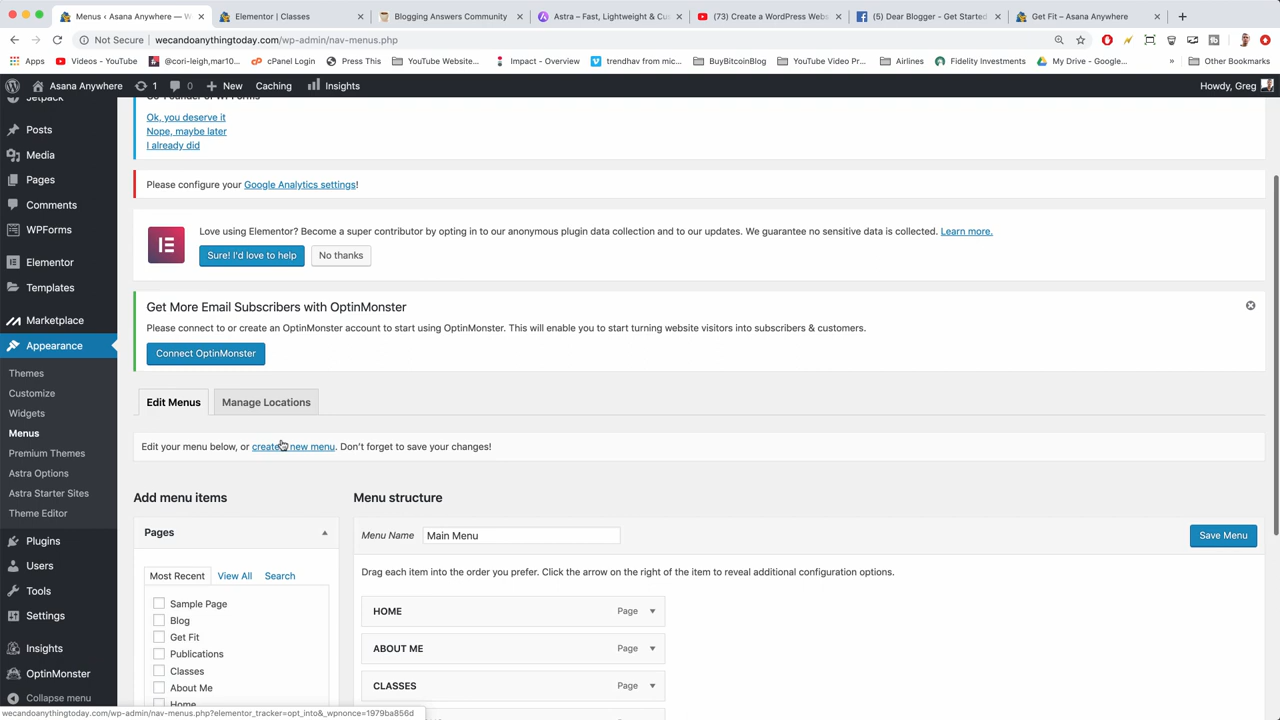 Menus ‹ Asana Anywhere — W
Elementor | Classes
Blogging Answers Community
Astra – Fast, Lightweight & Cu
(73) Create a WordPress Webs
(5) Dear Blogger - Get Started
Get Fit – Asana Anywhere
Not Secure | wecandoanythingtoday.com/wp-admin/nav-menus.php
Apps
Videos - YouTube
@cori-leigh,mar10...
cPanel Login
Press This
YouTube Website...
Impact - Overview
trendhav from mic...
BuyBitcoinBlog
YouTube Video Pr...
Airlines
Fidelity Investments
My Drive - Google...
»
Other Bookmarks
Asana Anywhere
1
0
+ New
Caching
Insights
Howdy, Greg
Jetpack
Posts
Media
Pages
Comments
WPForms
Elementor
Templates
Marketplace
Appearance
Themes
Customize
Widgets
Menus
Premium Themes
Astra Options
Astra Starter Sites
Theme Editor
Plugins
Users
Tools
Settings
Insights
OptinMonster
Collapse menu
Co-Founder of WPForms
Ok, you deserve it
Nope, maybe later
I already did
Please configure your Google Analytics settings!
Love using Elementor? Become a super contributor by opting in to our anonymous plugin data collection and to our updates. We guarantee no sensitive data is collected. Learn more.
Sure! I'd love to help
No thanks
Get More Email Subscribers with OptinMonster
Please connect to or create an OptinMonster account to start using OptinMonster. This will enable you to start turning website visitors into subscribers & customers.
Connect OptinMonster
Edit Menus
Manage Locations
Edit your menu below, or create new menu. Don't forget to save your changes!
Add menu items
Pages
Most Recent
View All
Search
Sample Page
Blog
Get Fit
Publications
Classes
About Me
Home
Menu structure
Menu Name
Main Menu
Save Menu
Drag each item into the order you prefer. Click the arrow on the right of the item to reveal additional configuration options.
HOME
Page
ABOUT ME
Page
CLASSES
Page
wecandoanythingtoday.com/wp-admin/nav-menus.php?elementor_tracker=opt_into&_wpnonce=1979ba856d